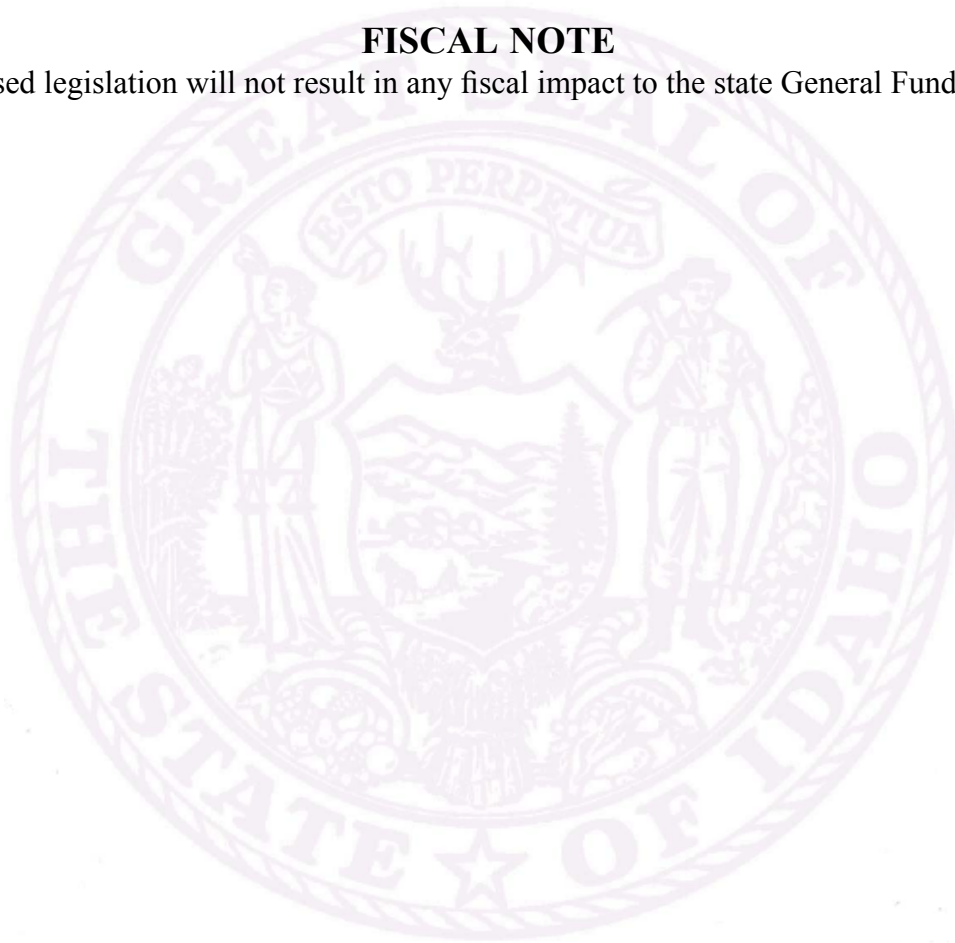 FISCAL NOTE
sed legislation will not result in any fiscal impact to the state General Fund
GREAT SEAL OF
ESTO PERPETUA
THE STATE OF IDAHO